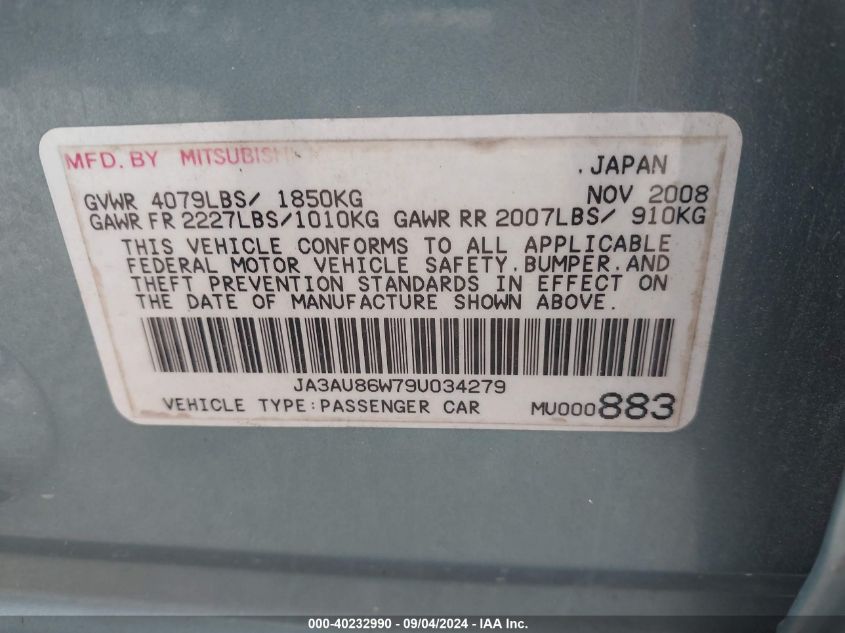 MFD. BY MITSUBISHI
.JAPAN
GVWR 4079LBS/ 1850KG NOV 2008
GAWR FR 2227LBS/1010KG GAWR RR 2007LBS/ 910KG
THIS VEHICLE CONFORMS TO ALL APPLICABLE
FEDERAL MOTOR VEHICLE SAFETY.BUMPER.AND
THEFT PREVENTION STANDARDS IN EFFECT ON
THE DATE OF MANUFACTURE SHOWN ABOVE.
JA3AU86W79U034279
VEHICLE TYPE:PASSENGER CAR MU000883
000-40232990 - 09/04/2024 - IAA Inc.